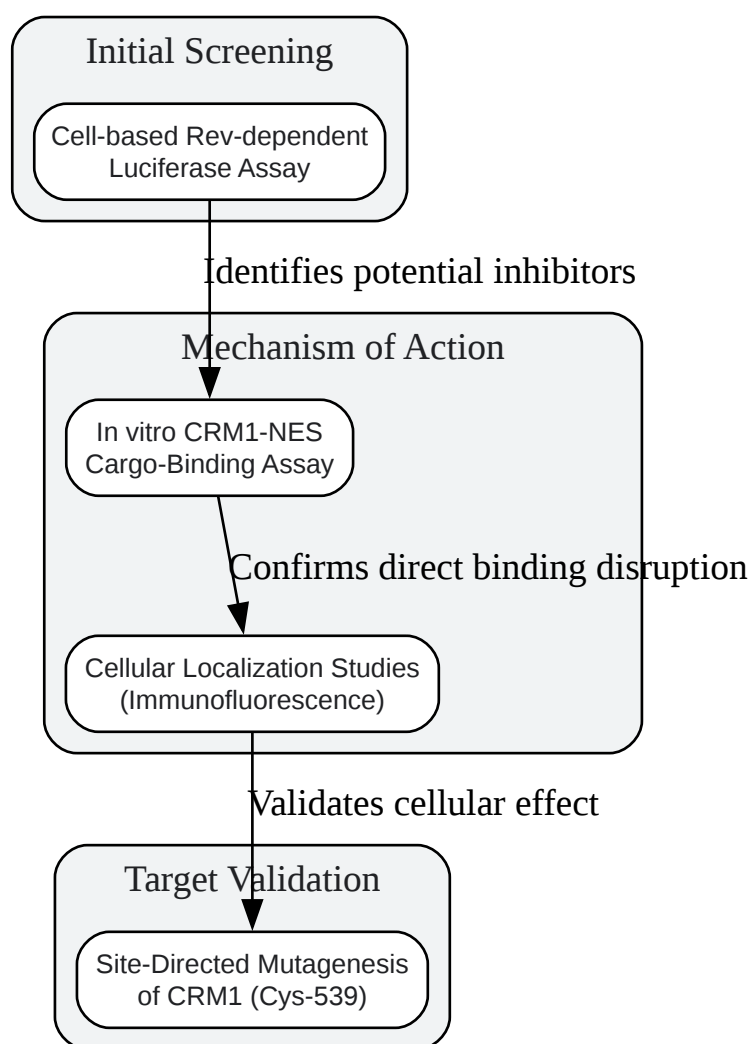 Initial Screening
Cell-based Rev-dependent
Luciferase Assay
Identifies potential inhibitors
Mechanism of Action
In vitro CRM1-NES
Cargo-Binding Assay
Confirms direct binding disruption
Cellular Localization Studies
(Immunofluorescence)
Validates cellular effect
Target Validation
Site-Directed Mutagenesis
of CRM1 (Cys-539)